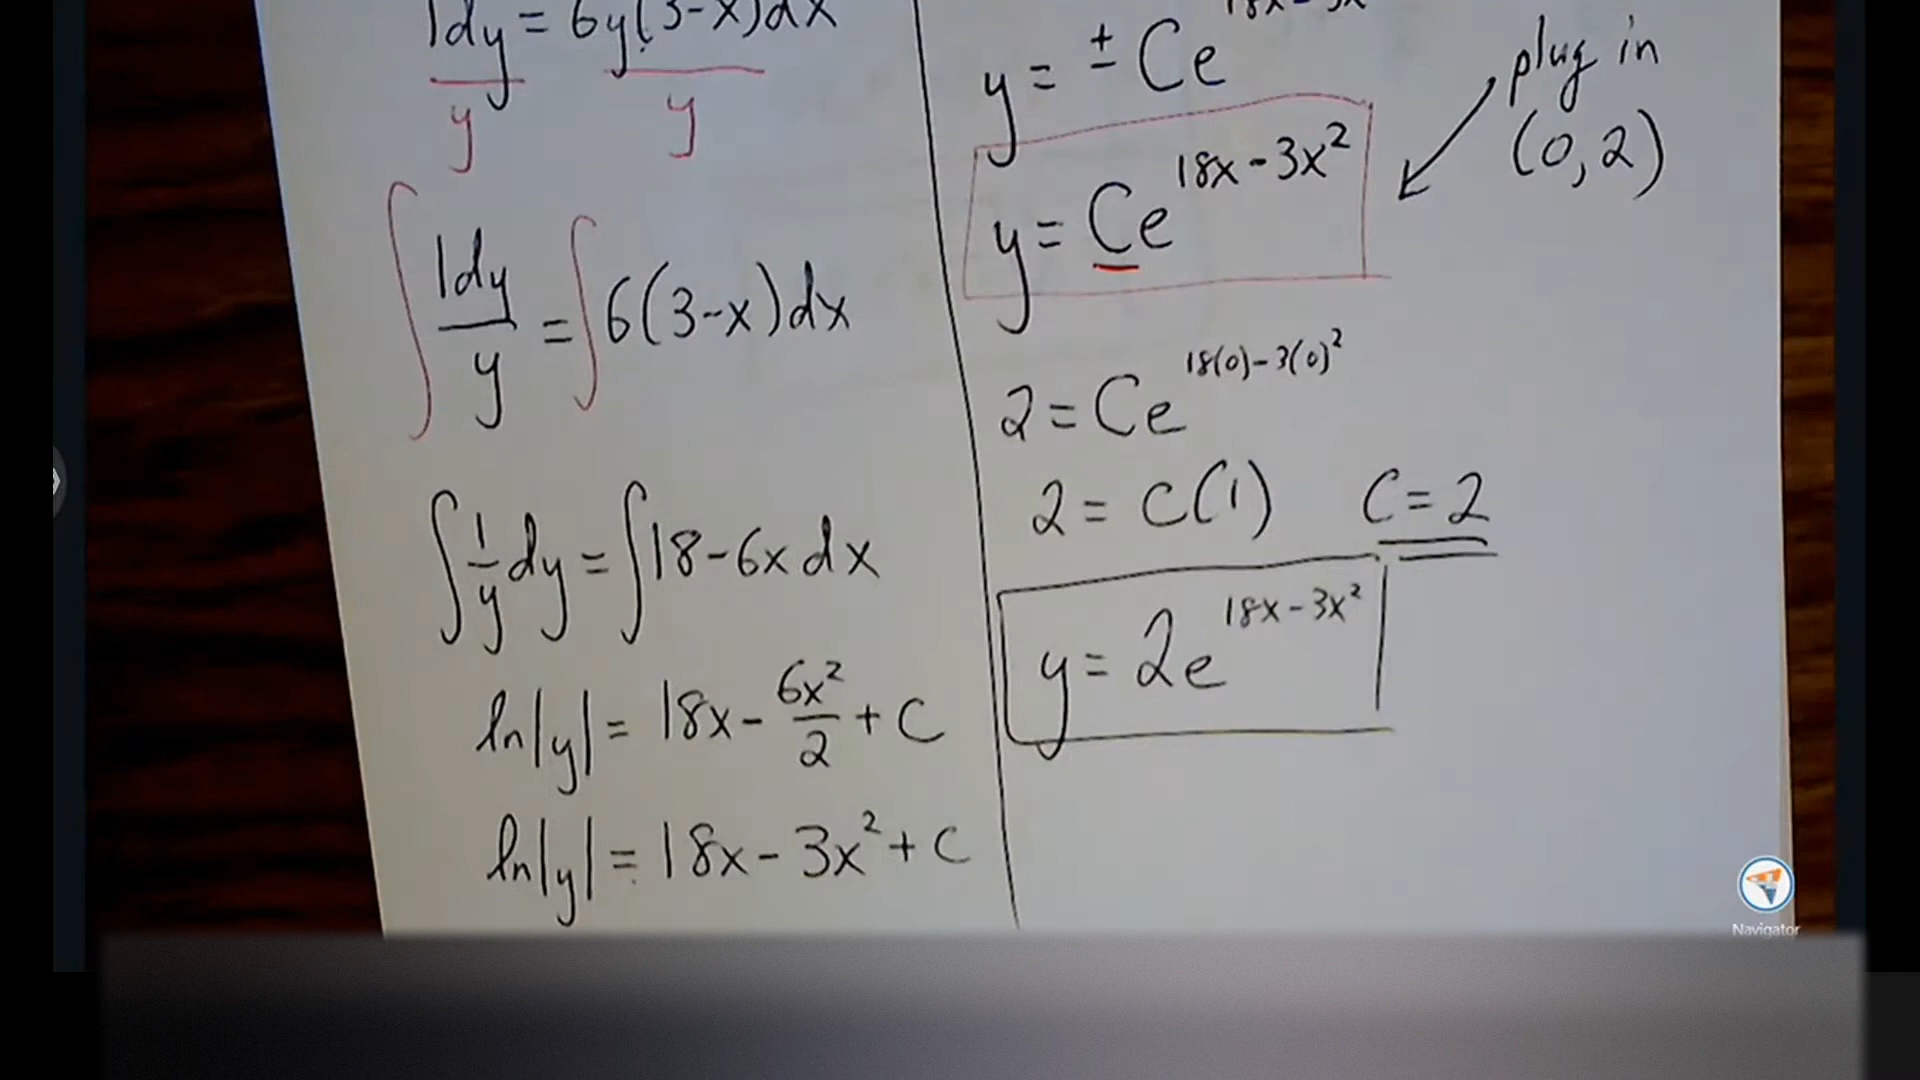 1dy = 6y(3-x)dx
y y
∫ 1dy/y = ∫ 6(3-x)dx
∫ 1/y dy = ∫ 18-6x dx
ln|y| = 18x - 6x²/2 + C
ln|y| = 18x - 3x² + C
y = ± Ce
y = Ce^(18x-3x²)
plug in
(0,2)
2 = Ce^(18(0)-3(0)²)
2 = C(1) C = 2
y = 2e^(18x-3x²)
Navigator